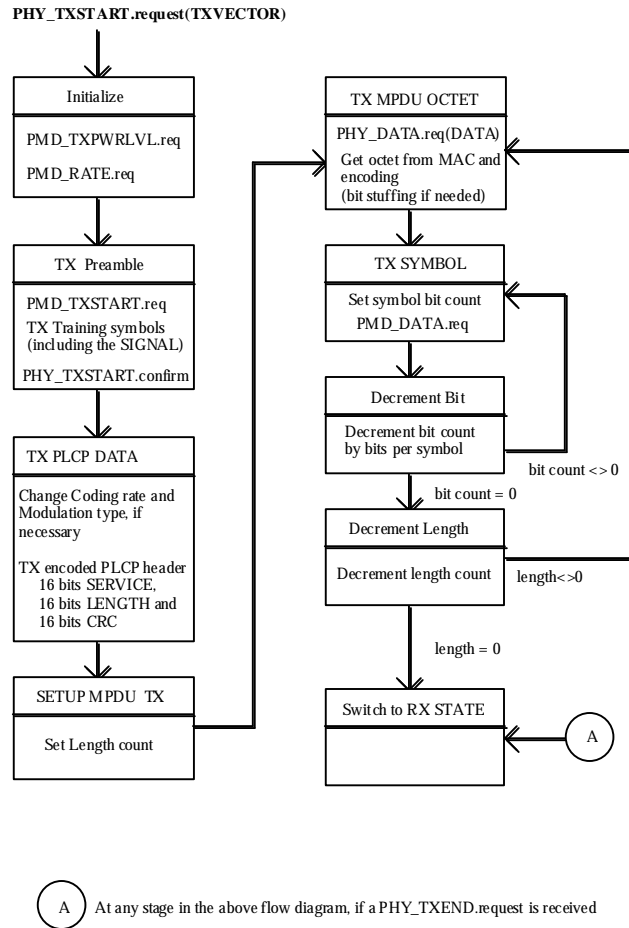 PHY_TXSTART.request(TXVECTOR)
Initialize
PMD_TXPWRLVL.req
PMD_RATE.req
TX Preamble
PMD_TXSTART.req
TX Training symbols
(including the SIGNAL)
PHY_TXSTART.confirm
TX PLCP DATA
Change Coding rate and
Modulation type, if
necessary
TX encoded PLCP header
16 bits SERVICE,
16 bits LENGTH and
16 bits CRC
SETUP MPDU TX
Set Length count
TX MPDU OCTET
PHY_DATA.req(DATA)
Get octet from MAC and
encoding
(bit stuffing if needed)
TX SYMBOL
Set symbol bit count
PMD_DATA.req
Decrement Bit
Decrement bit count
by bits per symbol
bit count <> 0
bit count = 0
Decrement Length
Decrement length count
length<>0
length = 0
Switch to RX STATE
A
A At any stage in the above flow diagram, if a PHY_TXEND.request is received